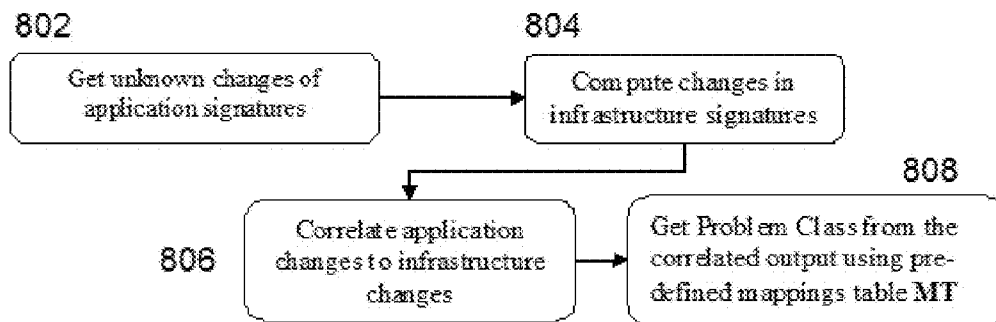 802
Get unknown changes of
application signatures
804
Compute changes in
infrastructure signatures
806
Correlate application
changes to infrastructure
changes
808
Get Problem Class from the
correlated output using pre-
defined mappings table MT